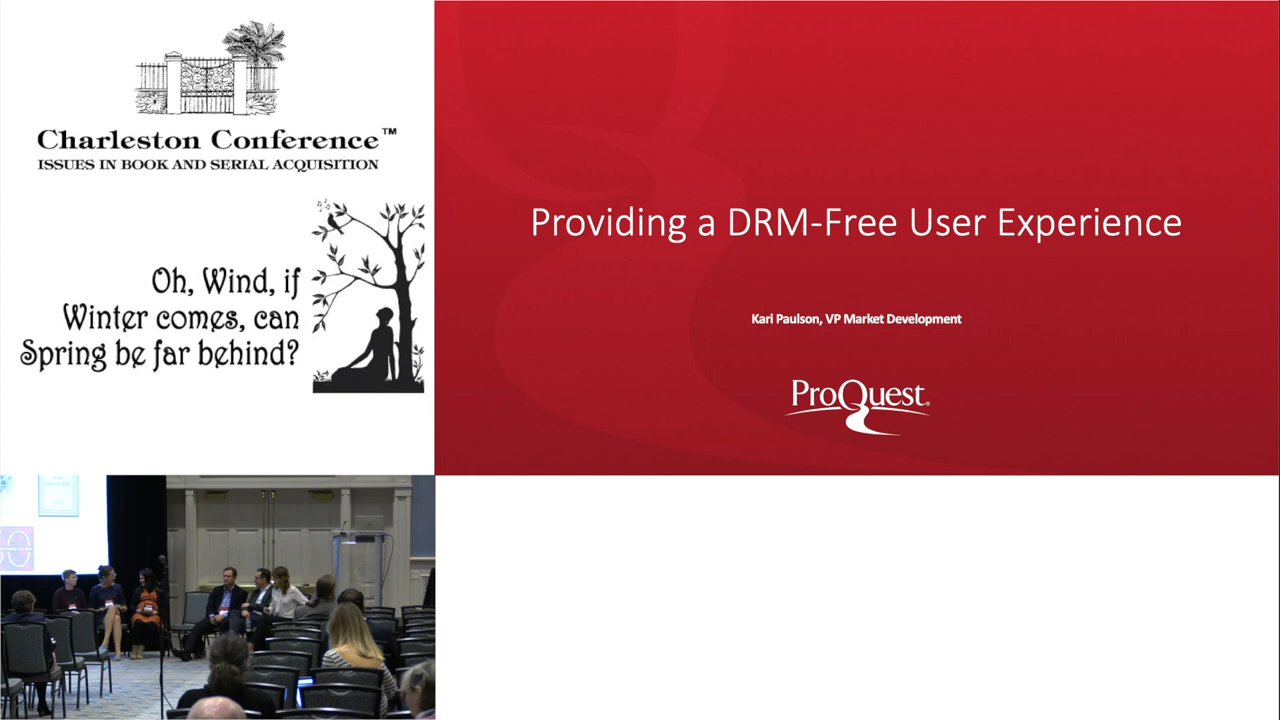 Charleston Conference™
ISSUES IN BOOK AND SERIAL ACQUISITION
Oh, Wind, if
Winter comes, can
Spring be far behind?
Providing a DRM-Free User Experience
Kari Paulson, VP Market Development
ProQuest®